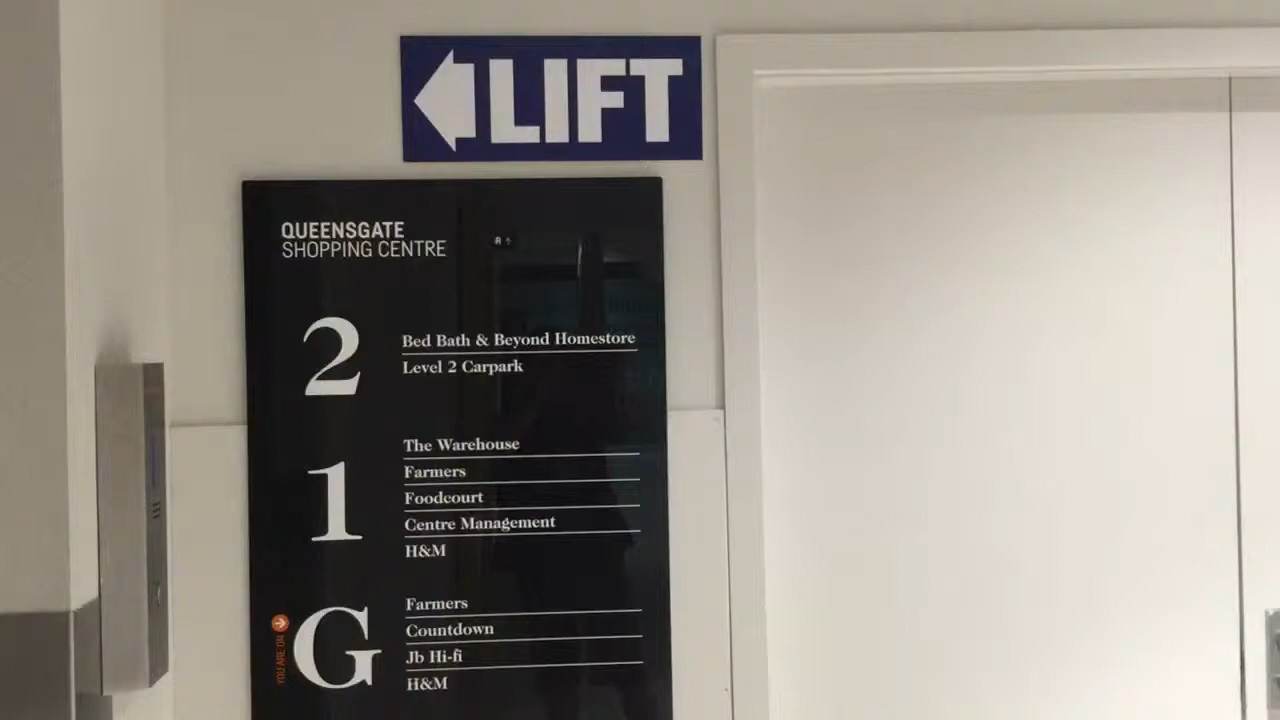 LIFT
QUEENSGATE
SHOPPING CENTRE
R ↑
2
Bed Bath & Beyond Homestore
Level 2 Carpark
1
The Warehouse
Farmers
Foodcourt
Centre Management
H&M
YOU ARE ON
G
Farmers
Countdown
Jb Hi-fi
H&M